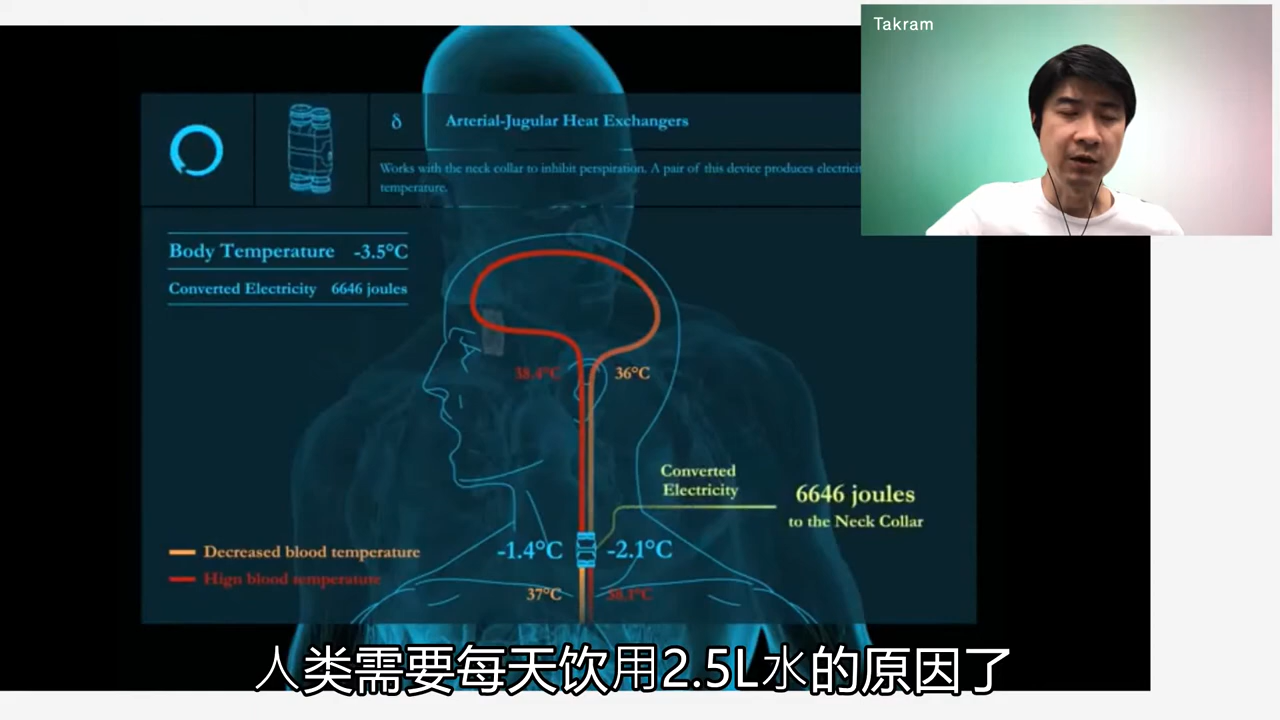 Takram
δ
Arterial-Jugular Heat Exchangers
Works with the neck collar to inhibit perspiration. A pair of this device produces electrici
temperature.
Body Temperature -3.5°C
Converted Electricity 6646 joules
38.4°C
36°C
Converted
Electricity
6646 joules
to the Neck Collar
Decreased blood temperature
-1.4°C
-2.1°C
Hign blood temperature
37°C
38.1°C
人类需要每天饮用2.5L水的原因了